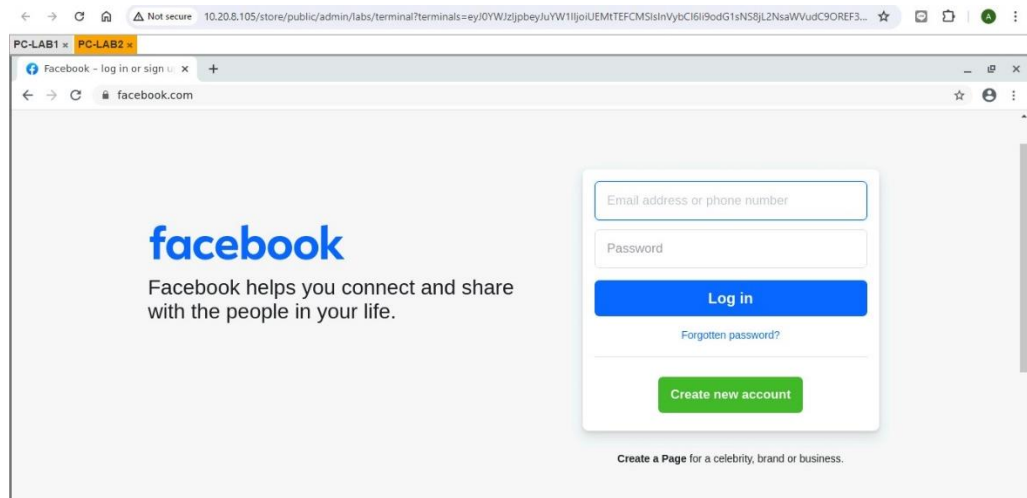 Not secure 10.20.8.105/store/public/admin/labs/terminal?terminals=eyJ0YWJzIjpbeyJuYW1lIjoiUEMtTEFCMSIsInVybCI6Ii9odG1sNS8jL2NsaWVudC9OREF3...
A
PC-LAB1 × PC-LAB2 ×
Facebook – log in or sign u
facebook.com
facebook
Facebook helps you connect and share
with the people in your life.
Email address or phone number
Password
Log in
Forgotten password?
Create new account
Create a Page for a celebrity, brand or business.